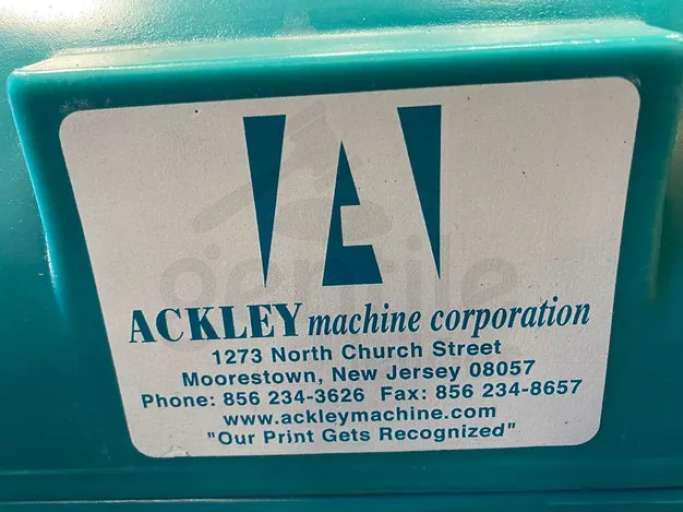 gentile
ACKLEY machine corporation
1273 North Church Street
Moorestown, New Jersey 08057
Phone: 856 234-3626 Fax: 856 234-8657
www.ackleymachine.com
"Our Print Gets Recognized"